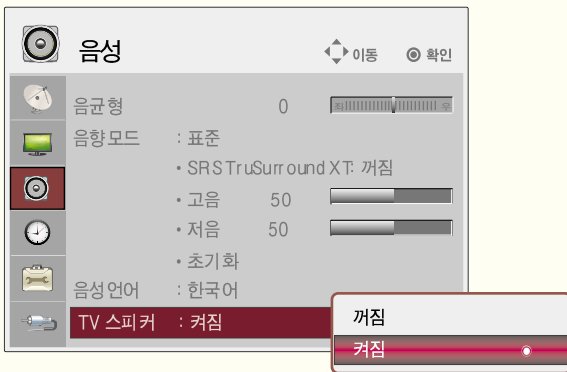 음성 이동 확인
음균형 0 좌 우
음향모드 : 표준
• SRS TruSurround XT: 꺼짐
• 고음 50
• 저음 50
• 초기화
음성언어 : 한국어
TV 스피커 : 켜짐
꺼짐
켜짐